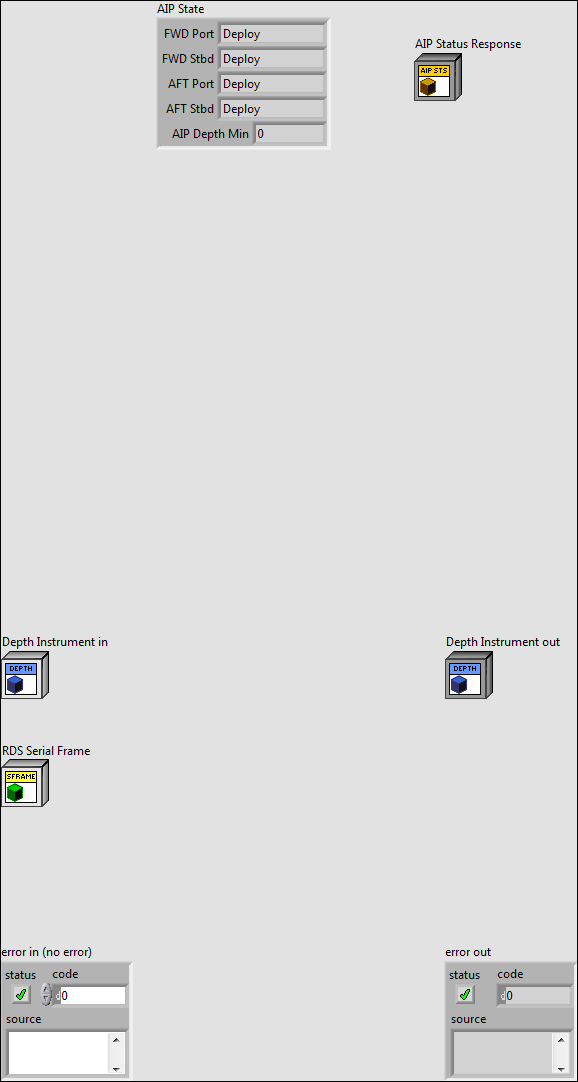 AIP State
FWD Port Deploy
FWD Stbd Deploy
AFT Port Deploy
AFT Stbd Deploy
AIP Depth Min 0
AIP Status Response
AIP STS
Depth Instrument in
DEPTH
Depth Instrument out
DEPTH
RDS Serial Frame
SFRAME
error in (no error)
status code
d0
source
error out
status code
d0
source